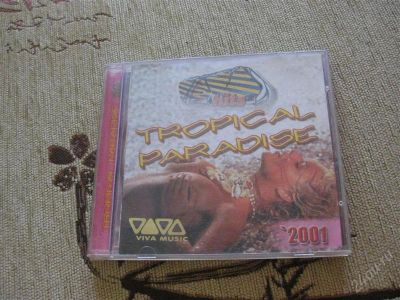 Hits
TROPICAL
PARADISE
VIVA MUSIC
'2001